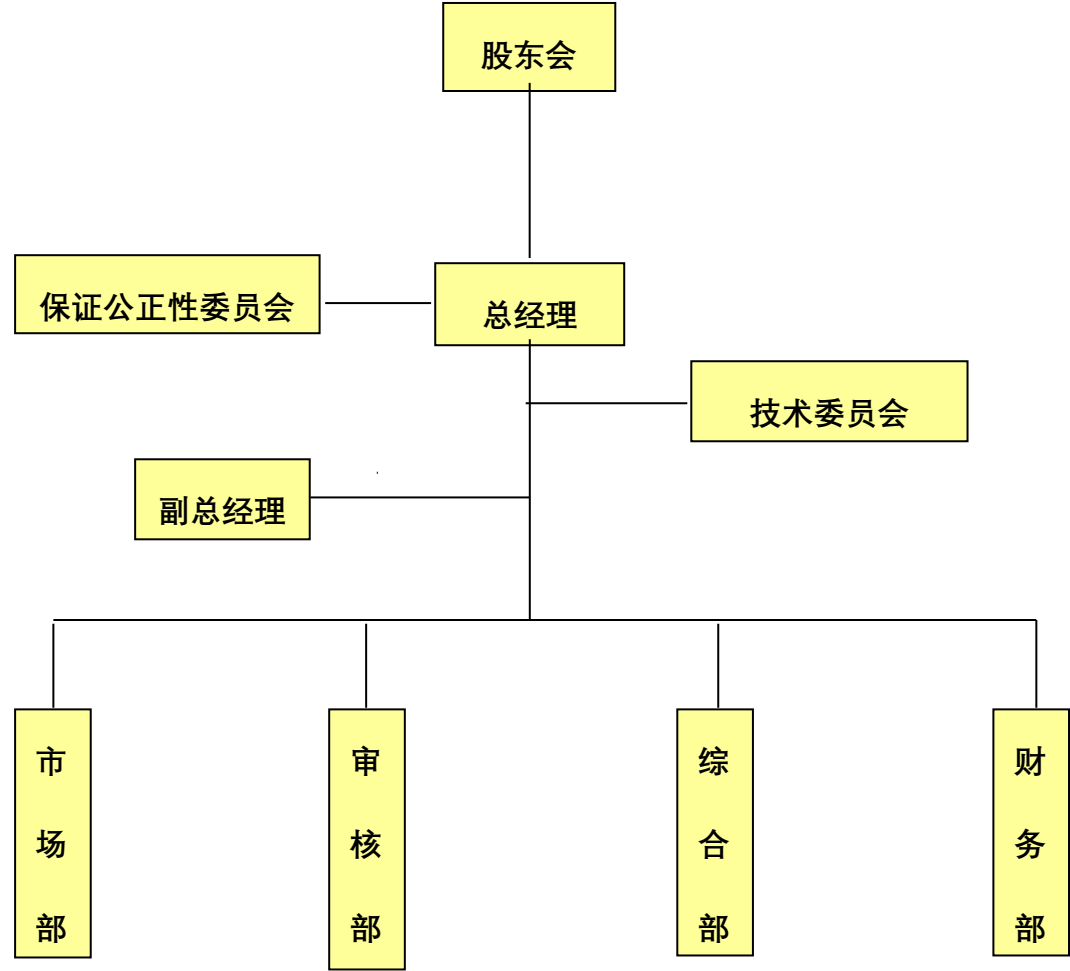 股东会
保证公正性委员会
总经理
技术委员会
副总经理
市场部
审核部
综合部
财务部